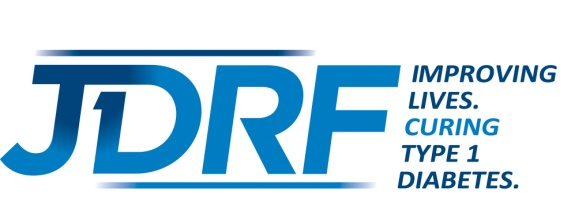 JDRF
IMPROVING
LIVES.
CURING
TYPE 1
DIABETES.